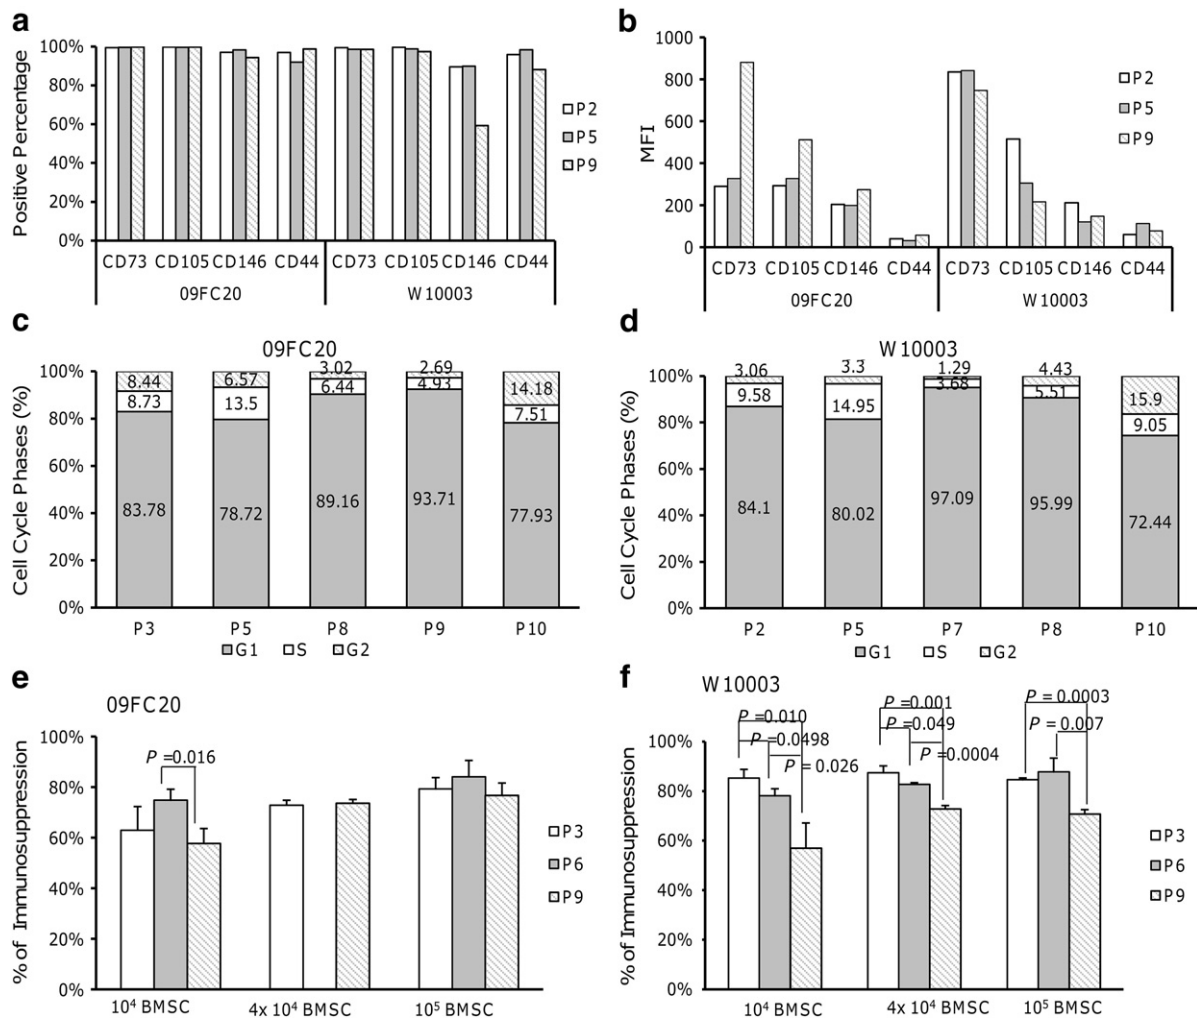 a
100%
80%
60%
40%
20%
0%
Positive Percentage
CD73 CD105 CD146 CD44 CD73 CD105 CD146 CD44
09FC20 W10003
P2
P5
P9
b
1000
800
600
400
200
0
MFI
CD73 CD105 CD146 CD44 CD73 CD105 CD146 CD44
09FC20 W10003
P2
P5
P9
c
09FC20
100%
80%
60%
40%
20%
0%
Cell Cycle Phases (%)
8.44 6.57 3.02 2.69 14.18
8.73 13.5 6.44 4.93 7.51
83.78 78.72 89.16 93.71 77.93
P3 P5 P8 P9 P10
G1 S G2
d
W10003
100%
80%
60%
40%
20%
0%
Cell Cycle Phases (%)
3.06 3.3 1.29 4.43 15.9
9.58 14.95 3.68 5.51 9.05
84.1 80.02 97.09 95.99 72.44
P2 P5 P7 P8 P10
G1 S G2
e
09FC20
100%
80%
60%
40%
20%
0%
% of Immunosuppression
P =0.016
10⁴ BMSC 4x 10⁴ BMSC 10⁵ BMSC
P3
P6
P9
f
W10003
100%
80%
60%
40%
20%
0%
% of Immunosuppression
P =0.010 P =0.001 P =0.0003
P =0.0498 P =0.049 P =0.007
P = 0.026 P =0.0004
10⁴ BMSC 4x 10⁴ BMSC 10⁵ BMSC
P3
P6
P9